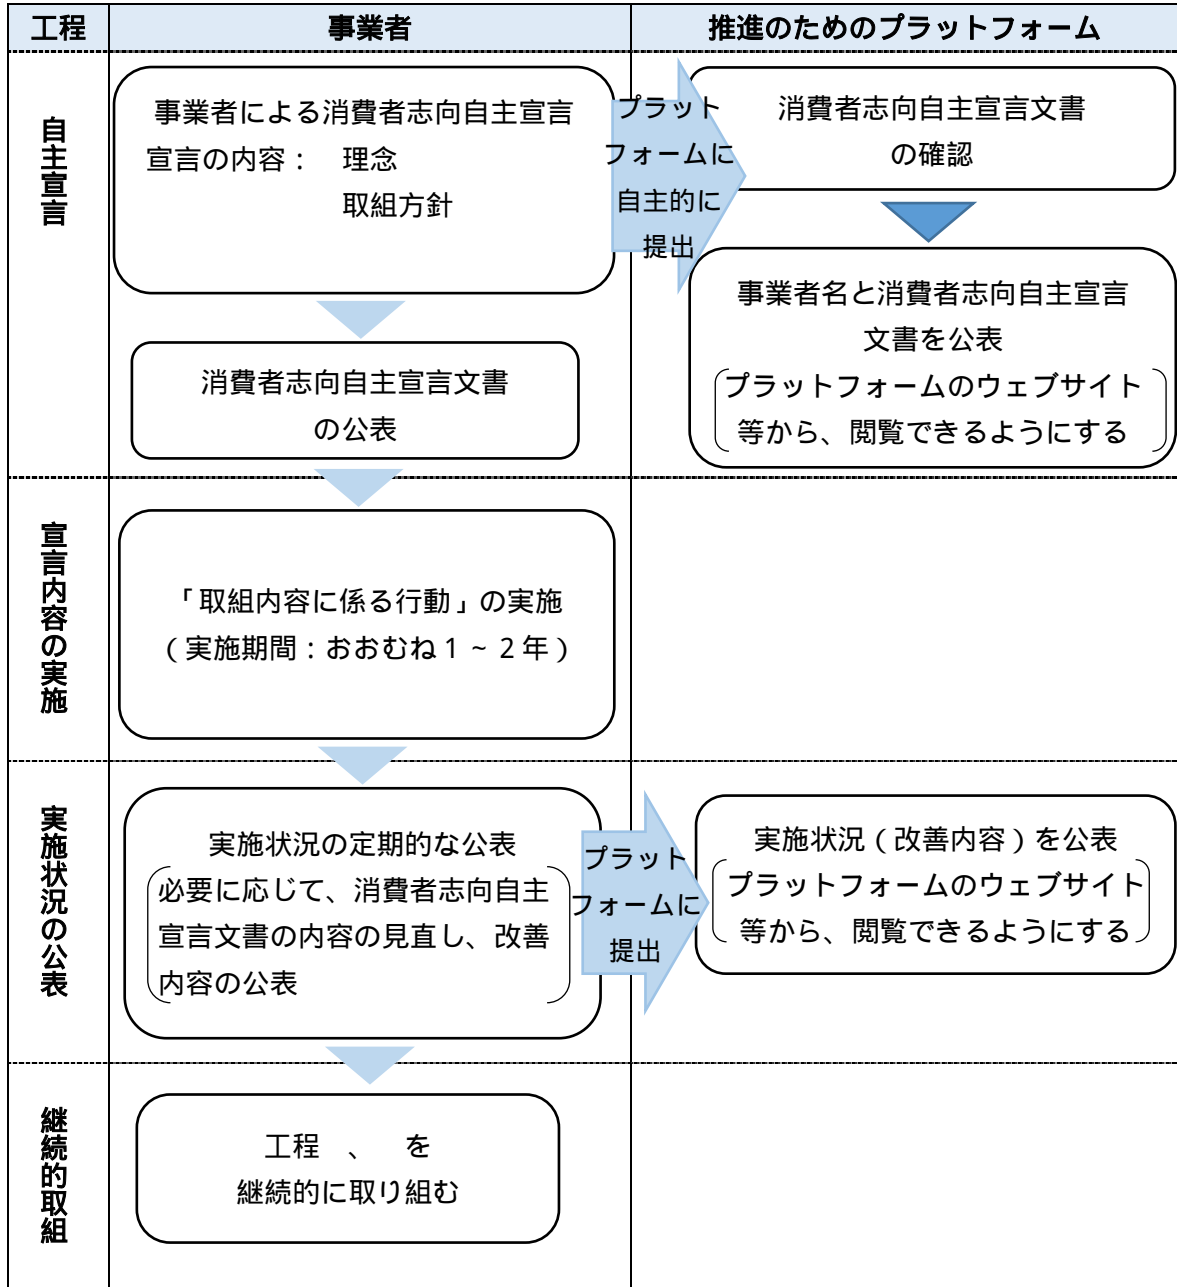 工程
事業者
推進のためのプラットフォーム
自主宣言
事業者による消費者志向自主宣言
宣言の内容： 理念
取組方針
プラット
フォームに
自主的に
提出
消費者志向自主宣言文書
の確認
事業者名と消費者志向自主宣言
文書を公表
プラットフォームのウェブサイト
等から、閲覧できるようにする
消費者志向自主宣言文書
の公表
宣言内容の実施
「取組内容に係る行動」の実施
（実施期間：おおむね１～２年）
実施状況の公表
実施状況の定期的な公表
必要に応じて、消費者志向自主
宣言文書の内容の見直し、改善
内容の公表
プラット
フォームに
提出
実施状況（改善内容）を公表
プラットフォームのウェブサイト
等から、閲覧できるようにする
継続的取組
工程　、　を
継続的に取り組む